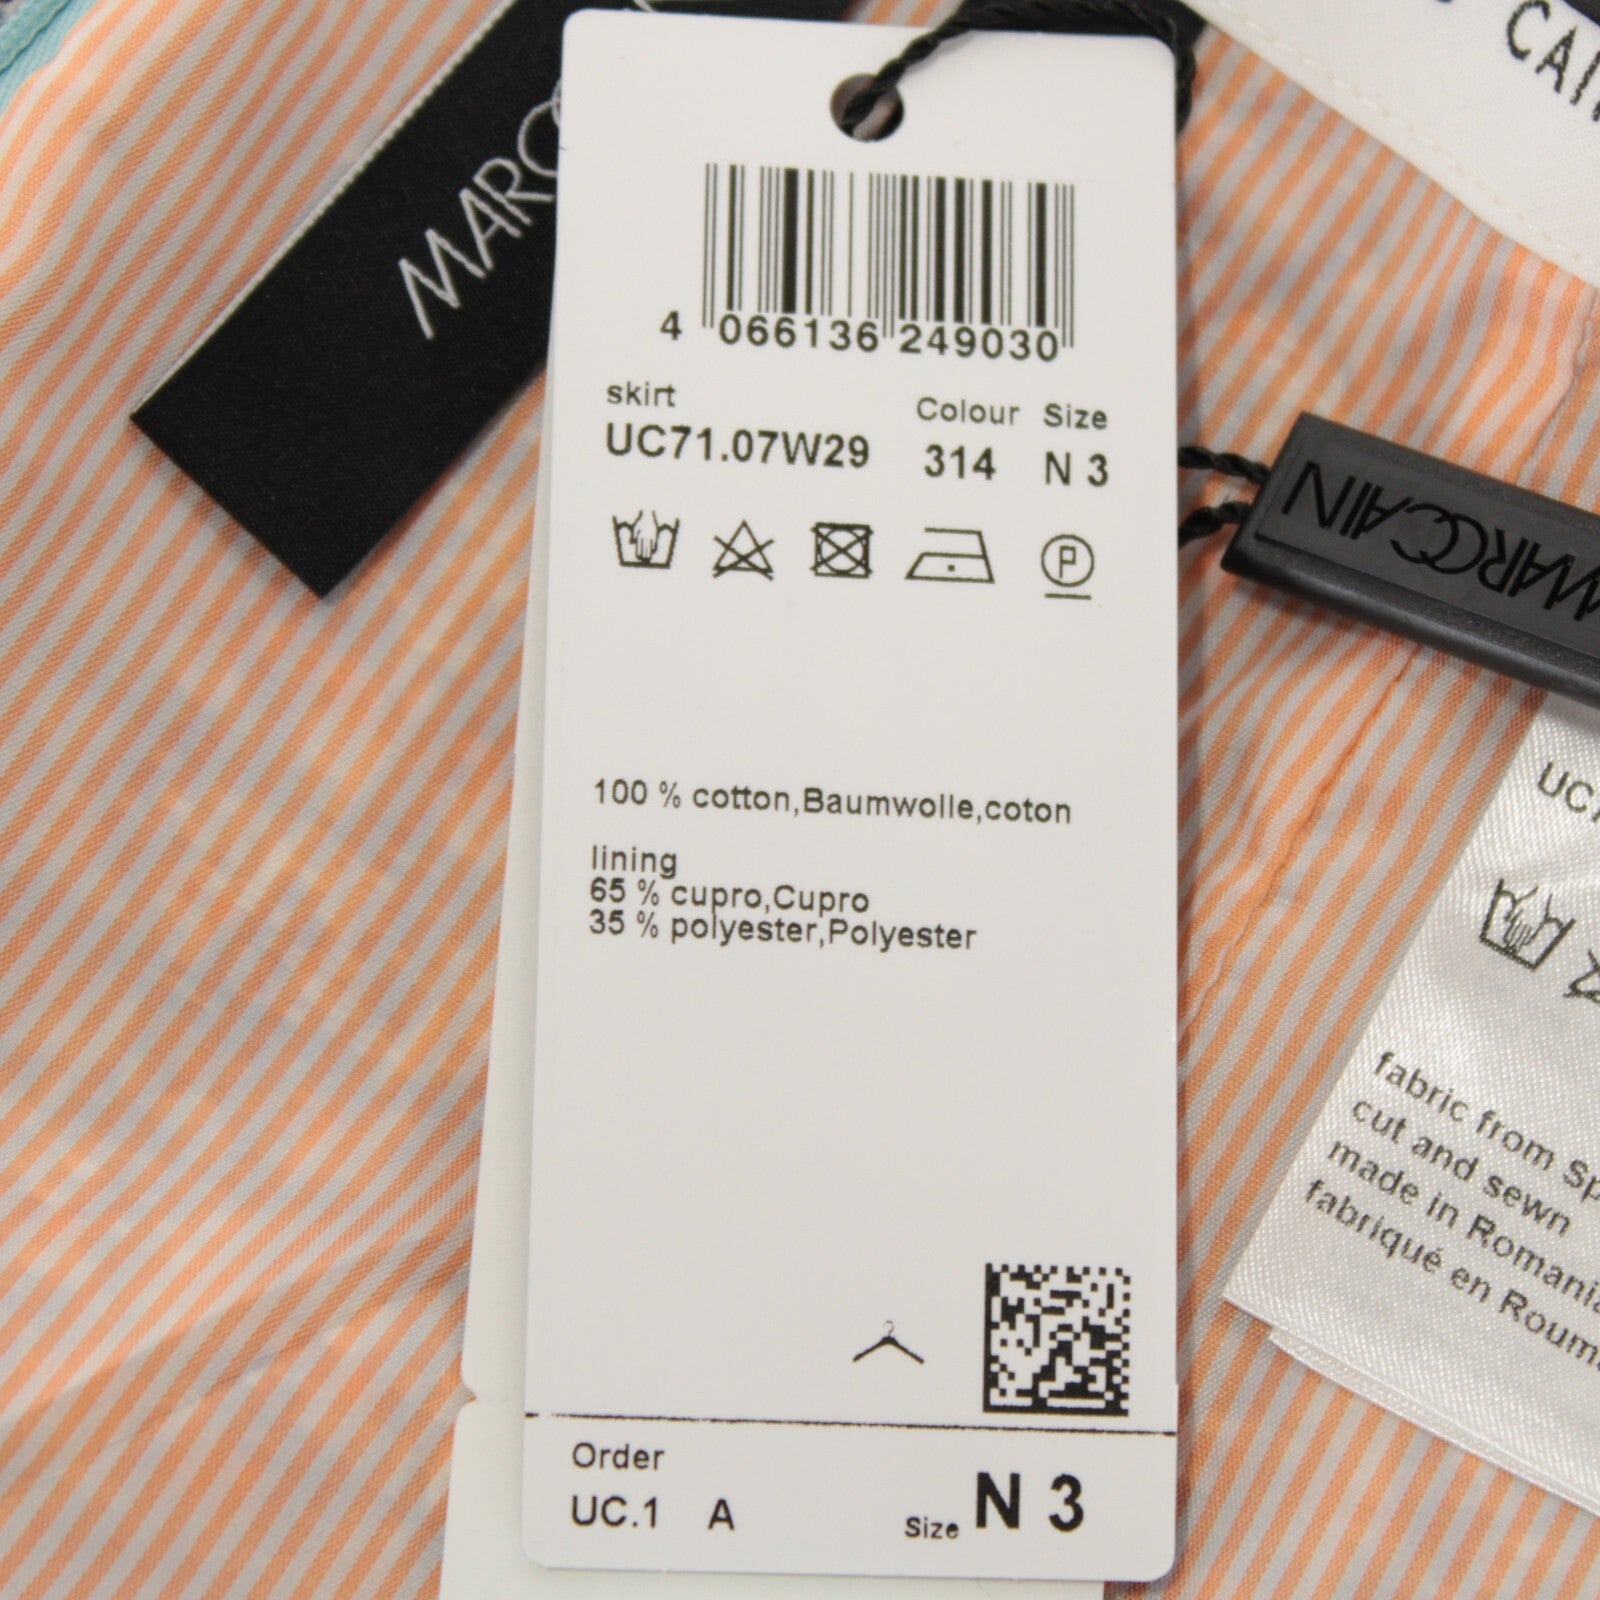 MARC
CAI
4 066136 249030
skirt Colour Size
UC71.07W29 314 N 3
P
MARCCAIN
100 % cotton,Baumwolle,coton
lining
65 % cupro,Cupro
35 % polyester,Polyester
Order
UC.1 A Size N 3
UC
fabric from Sp
cut and sewn
made in Romania
fabriqué en Roum